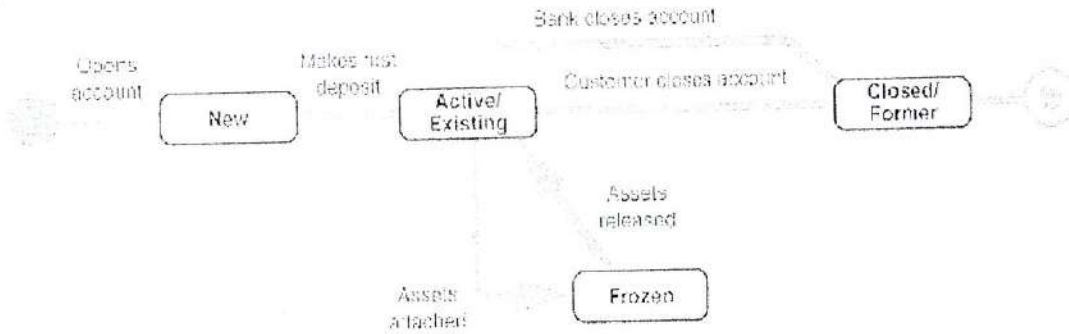 Bank closes account
Opens
account
Makes first
deposit
Customer closes account
New
Active/
Existing
Closed/
Former
Assets
released
Assets
attached
Frozen